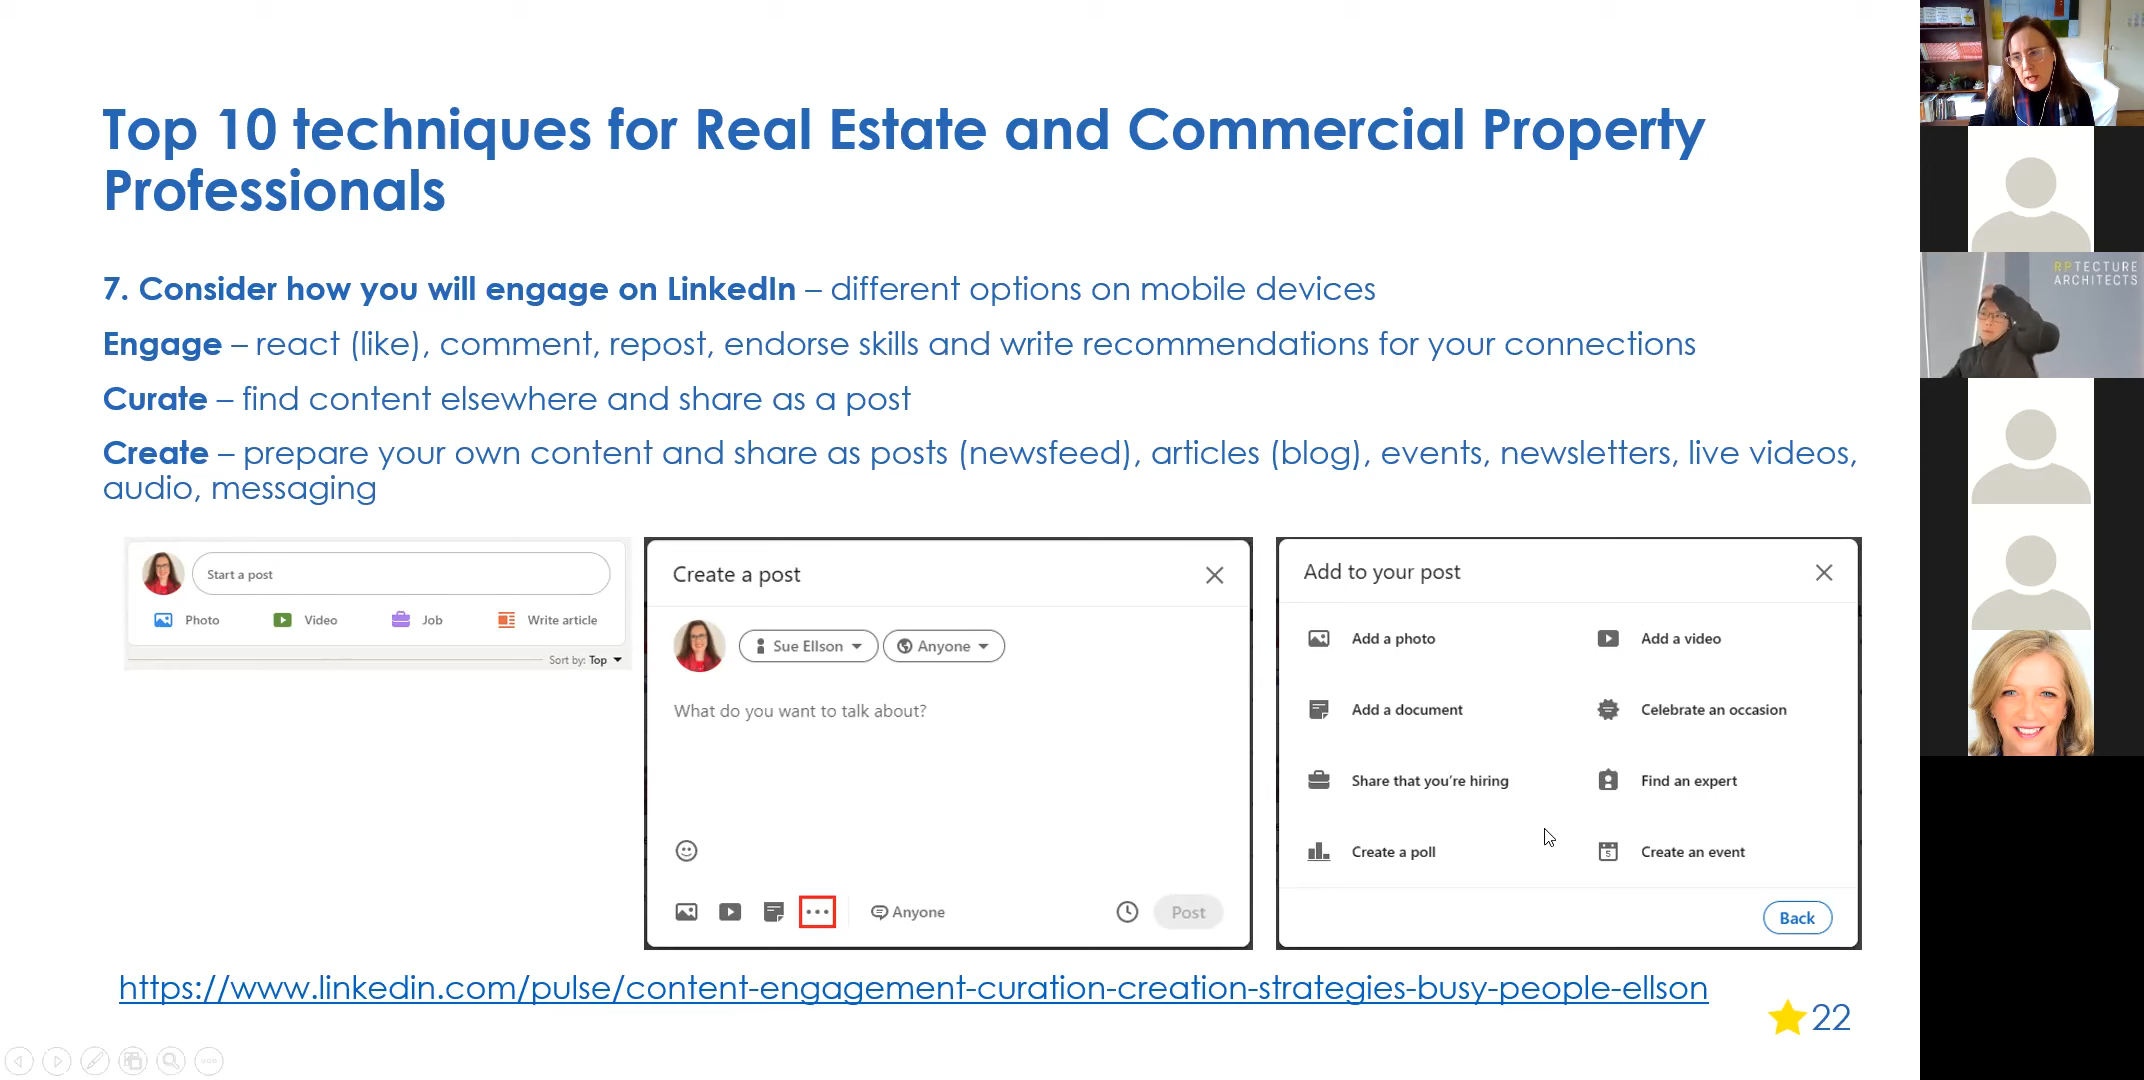 Top 10 techniques for Real Estate and Commercial Property
Professionals
7. Consider how you will engage on LinkedIn – different options on mobile devices
Engage – react (like), comment, repost, endorse skills and write recommendations for your connections
Curate – find content elsewhere and share as a post
Create – prepare your own content and share as posts (newsfeed), articles (blog), events, newsletters, live videos,
audio, messaging
Start a post
Photo Video Job Write article
Sort by: Top
Create a post
Sue Ellson Anyone
What do you want to talk about?
Anyone Post
Add to your post
Add a photo Add a video
Add a document Celebrate an occasion
Share that you're hiring Find an expert
Create a poll Create an event
Back
https://www.linkedin.com/pulse/content-engagement-curation-creation-strategies-busy-people-ellson
22
RPTECTURE
ARCHITECTS